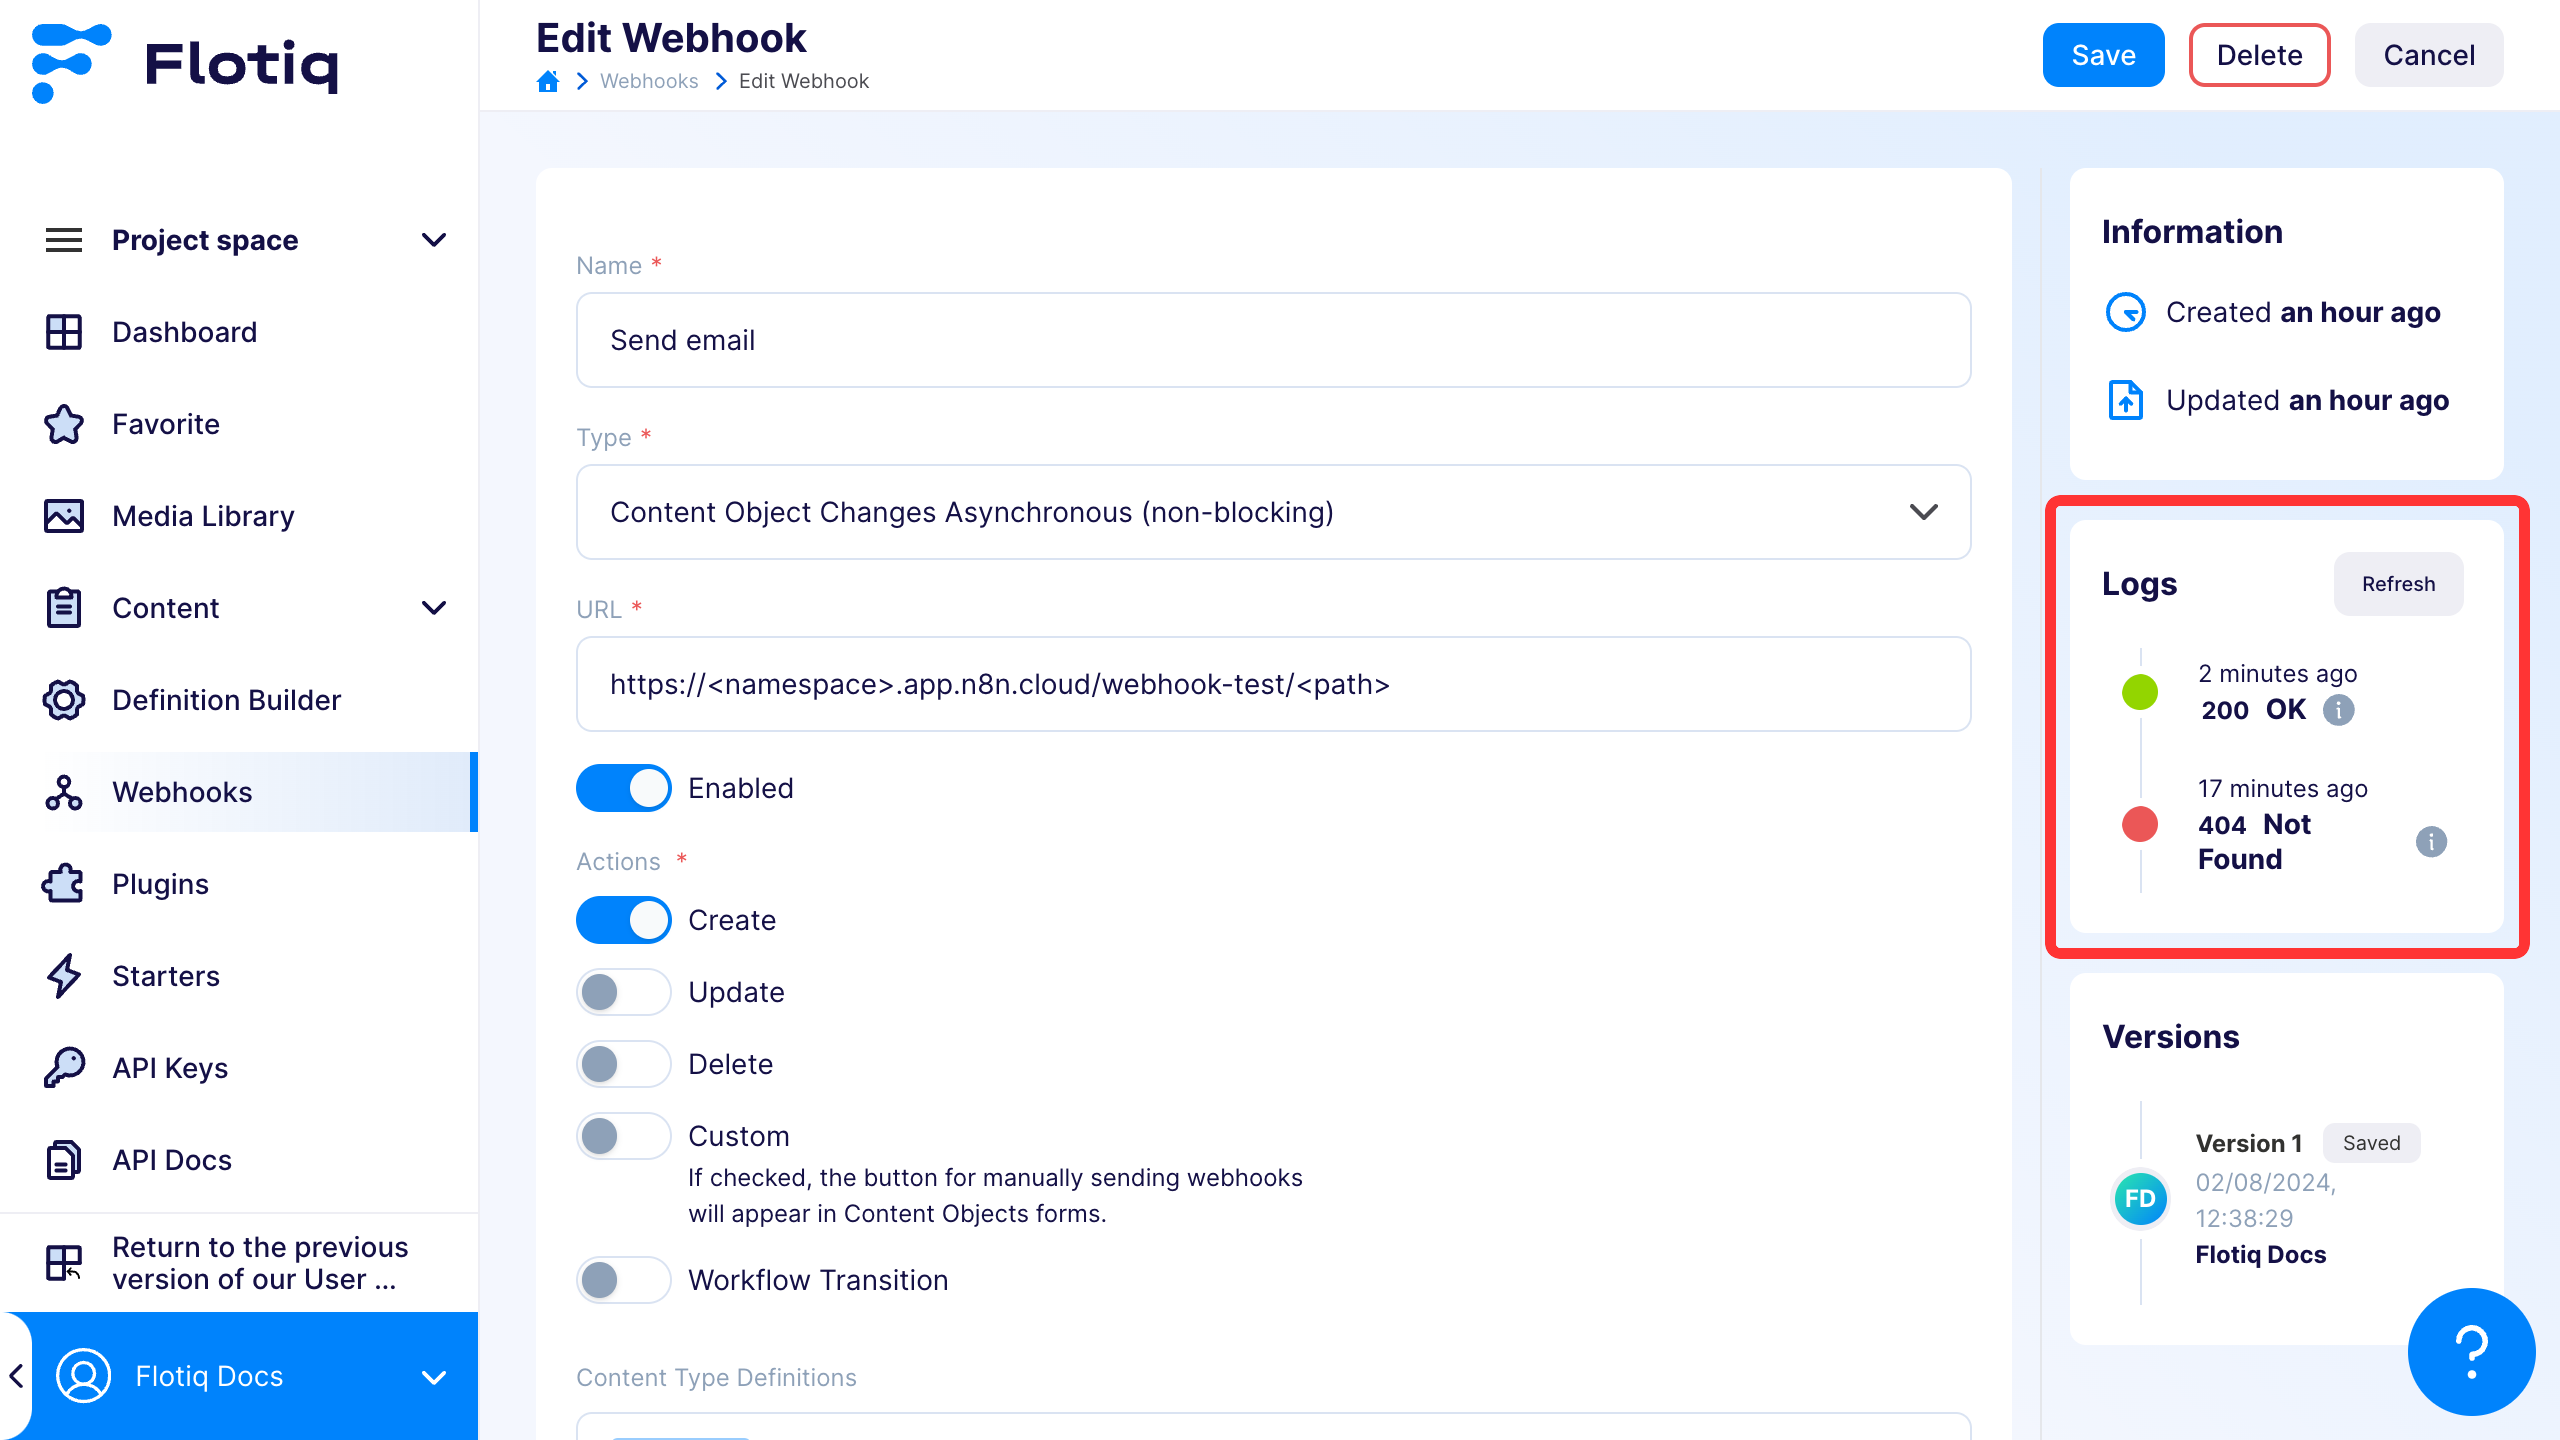 Flotiq
Project space
Dashboard
Favorite
Media Library
Content
Definition Builder
Webhooks
Plugins
Starters
API Keys
API Docs
Return to the previous
version of our User ...
Flotiq Docs
Edit Webhook
Webhooks
Edit Webhook
Save
Delete
Cancel
Name *
Send email
Type *
Content Object Changes Asynchronous (non-blocking)
URL *
https://<namespace>.app.n8n.cloud/webhook-test/<path>
Enabled
Actions *
Create
Update
Delete
Custom
If checked, the button for manually sending webhooks
will appear in Content Objects forms.
Workflow Transition
Content Type Definitions
Information
Created an hour ago
Updated an hour ago
Logs
Refresh
2 minutes ago
200 OK i
17 minutes ago
404 Not
Found i
Versions
Version 1 Saved
FD
02/08/2024,
12:38:29
Flotiq Docs
?